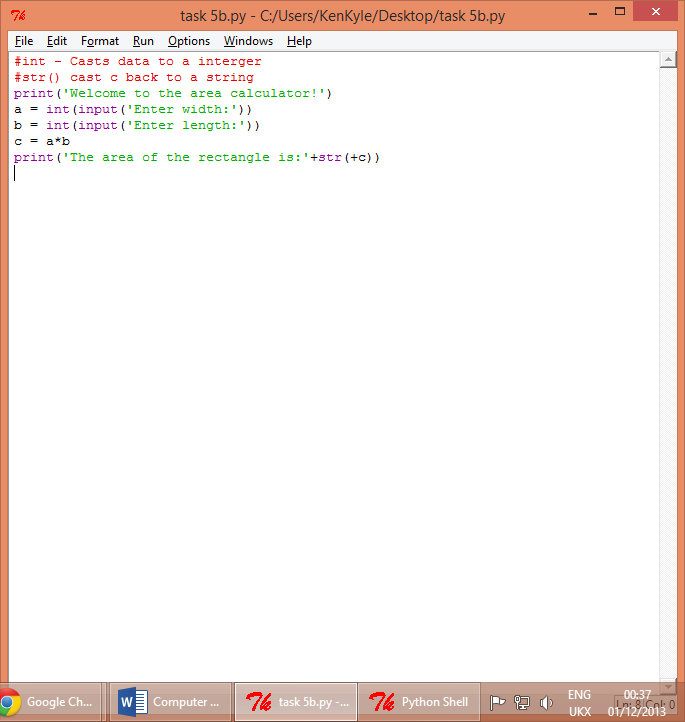 task 5b.py - C:/Users/KenKyle/Desktop/task 5b.py
File Edit Format Run Options Windows Help
#int - Casts data to a interger
#str() cast c back to a string
print('Welcome to the area calculator!')
a = int(input('Enter width:'))
b = int(input('Enter length:'))
c = a*b
print('The area of the rectangle is:'+str(+c))
Google Ch... Computer ... task 5b.py -... Python Shell
ENG 00:37
Ln: 8 Col: 0
UKX 01/12/2013